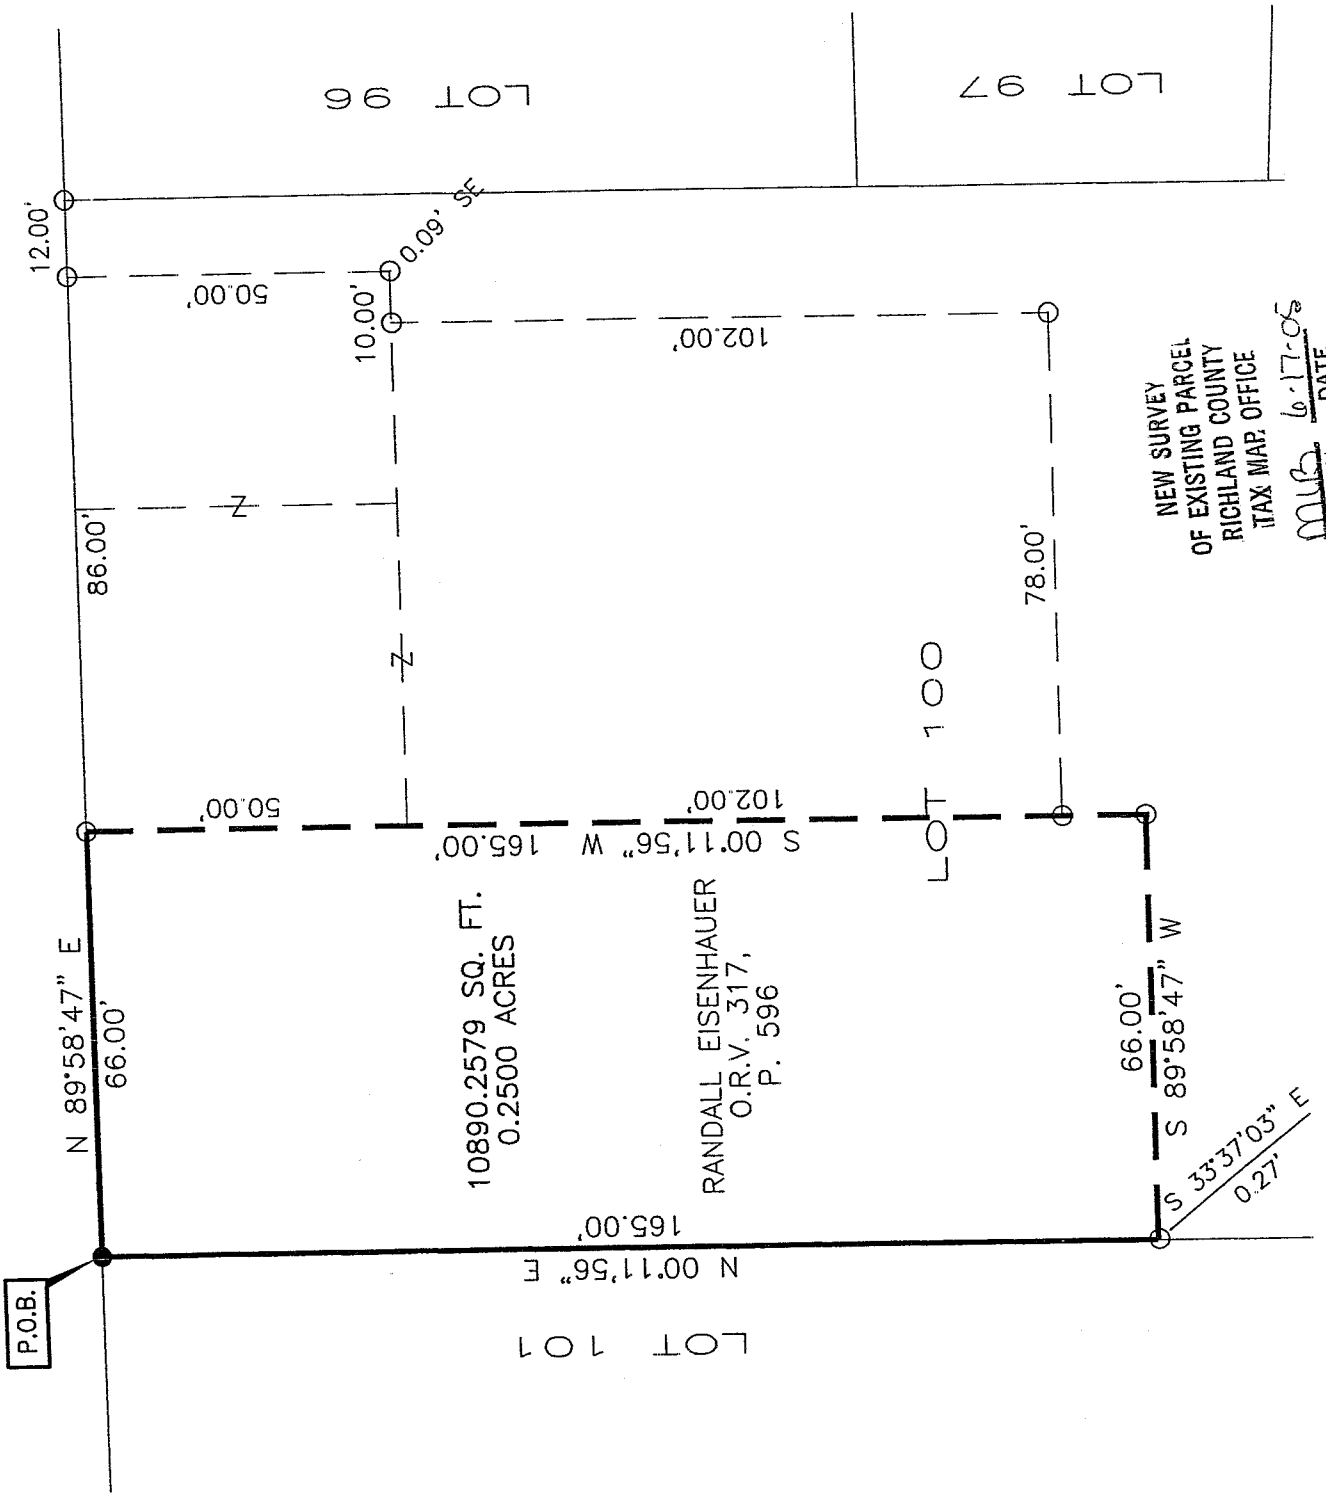 P.O.B.
N 89°58'47" E
66.00'
86.00'
12.00'
50.00'
50.00'
10.00'
0.09' SE
Z
Z
102.00'
102.00'
78.00'
N 00°11'56" E
165.00'
S 00°11'56" W 165.00'
10890.2579 SQ. FT.
0.2500 ACRES
RANDALL EISENHAUER
O.R.V. 317,
P. 596
66.00'
S 89°58'47" W
S 33°37'03" E
0.27'
LOT 101
LOT 100
LOT 96
LOT 97
NEW SURVEY
OF EXISTING PARCEL
RICHLAND COUNTY
TAX MAP OFFICE
MLB 6-17-05
DATE